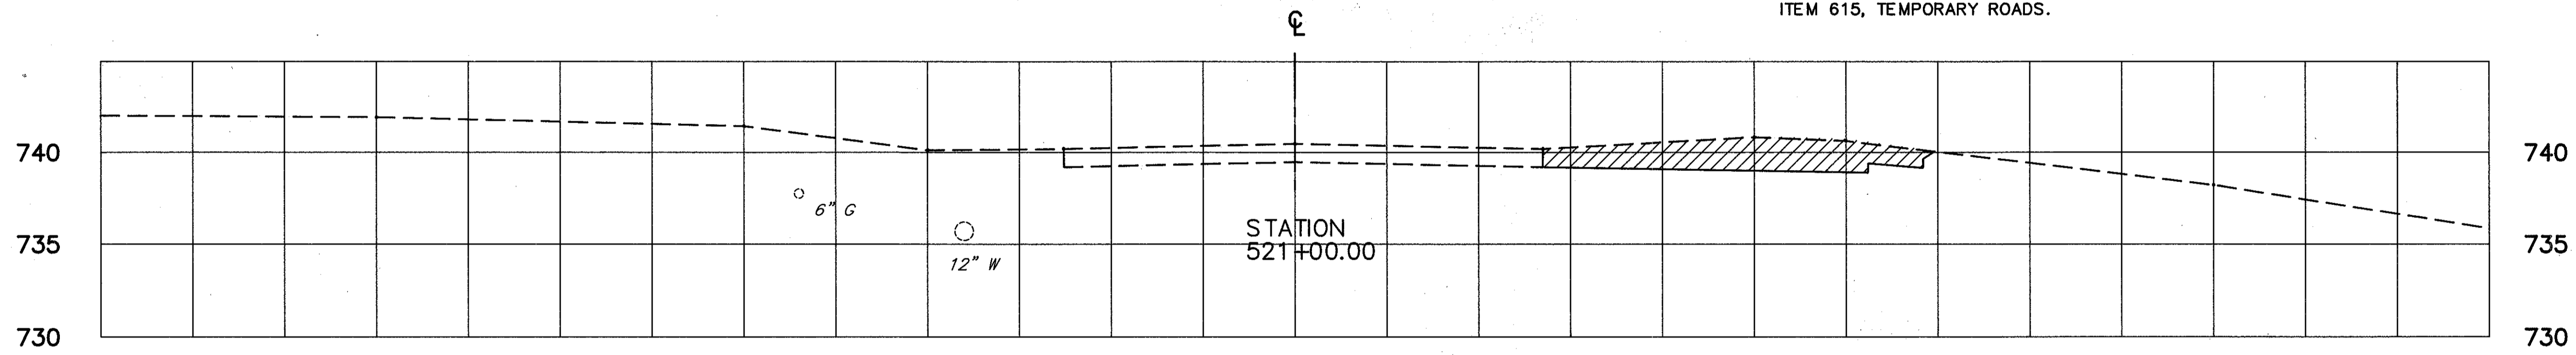 ITEM 615, TEMPORARY ROADS.
℄
740 740
6" G
STATION
735 735
521+00.00
12" W
730 730